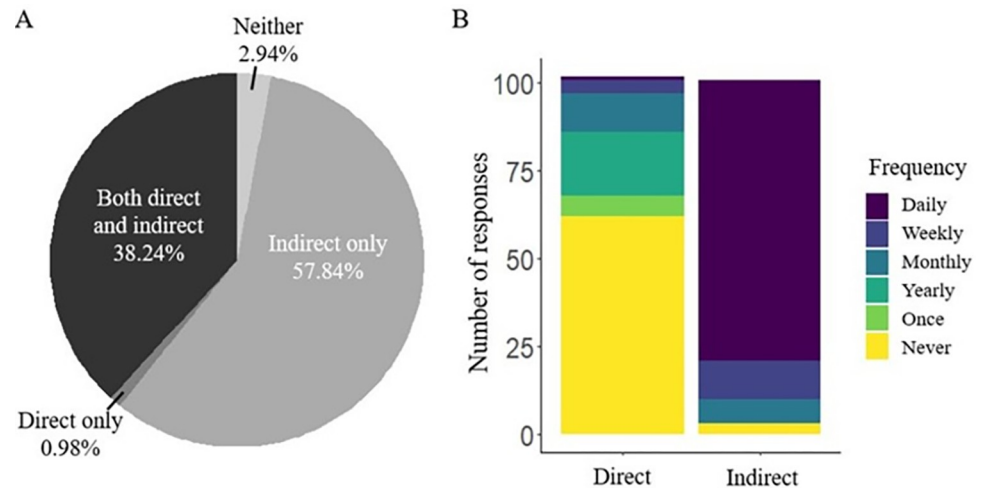 A
Neither
2.94%
Both direct
and indirect
38.24%
Indirect only
57.84%
Direct only
0.98%
B
Number of responses
100
75
50
25
0
Direct
Indirect
Frequency
Daily
Weekly
Monthly
Yearly
Once
Never